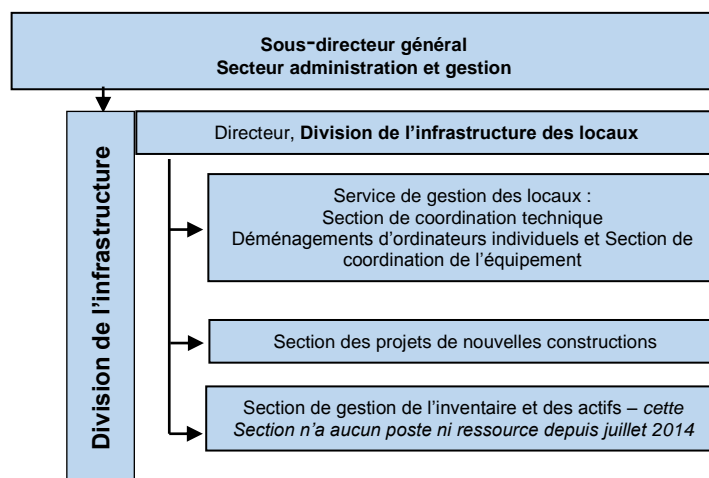 Sous-directeur général
Secteur administration et gestion
Division de l'infrastructure
Directeur, Division de l'infrastructure des locaux
Service de gestion des locaux :
Section de coordination technique
Déménagements d'ordinateurs individuels et Section de
coordination de l'équipement
Section des projets de nouvelles constructions
Section de gestion de l'inventaire et des actifs – cette
Section n'a aucun poste ni ressource depuis juillet 2014